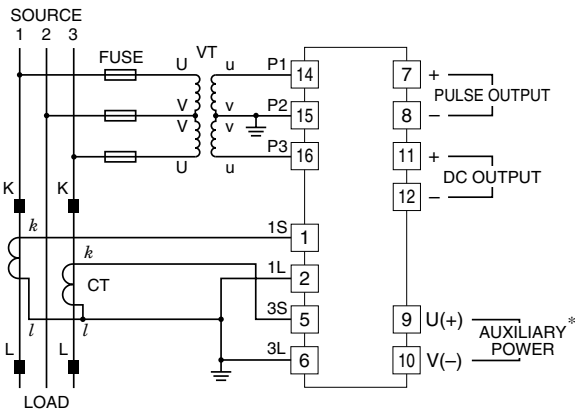 SOURCE
1 2 3
FUSE
VT
U u P1 14
7 +
PULSE OUTPUT
V v P2 15
8 −
V v
U u P3 16
11 +
DC OUTPUT
12 −
K K
k 1S 1
k 1L 2
CT
3S 5
9 U(+)
AUXILIARY *
POWER
l l
10 V(−)
L L 3L 6
LOAD